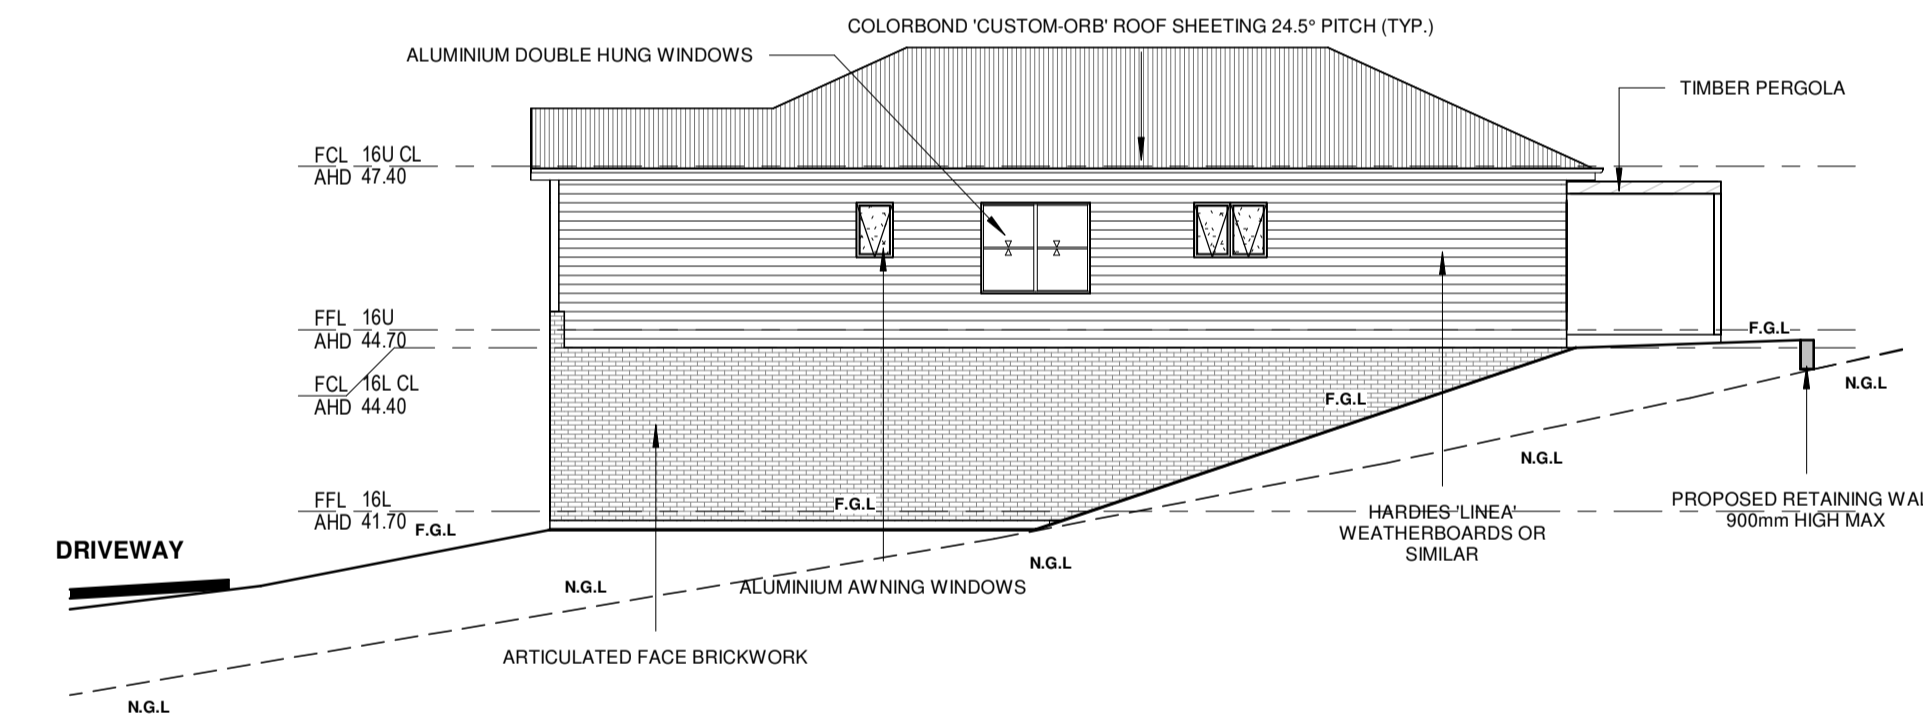 COLORBOND 'CUSTOM-ORB' ROOF SHEETING 24.5° PITCH (TYP.)
ALUMINIUM DOUBLE HUNG WINDOWS
TIMBER PERGOLA
FCL 16U CL
AHD 47.40
FFL 16U
AHD 44.70
F.G.L
FCL 16L CL
AHD 44.40
N.G.L
F.G.L
N.G.L
FFL 16L
AHD 41.70
F.G.L
F.G.L
HARDIES 'LINEA'
WEATHERBOARDS OR
SIMILAR
PROPOSED RETAINING WAL
900mm HIGH MAX
DRIVEWAY
N.G.L
N.G.L
ALUMINIUM AWNING WINDOWS
ARTICULATED FACE BRICKWORK
N.G.L